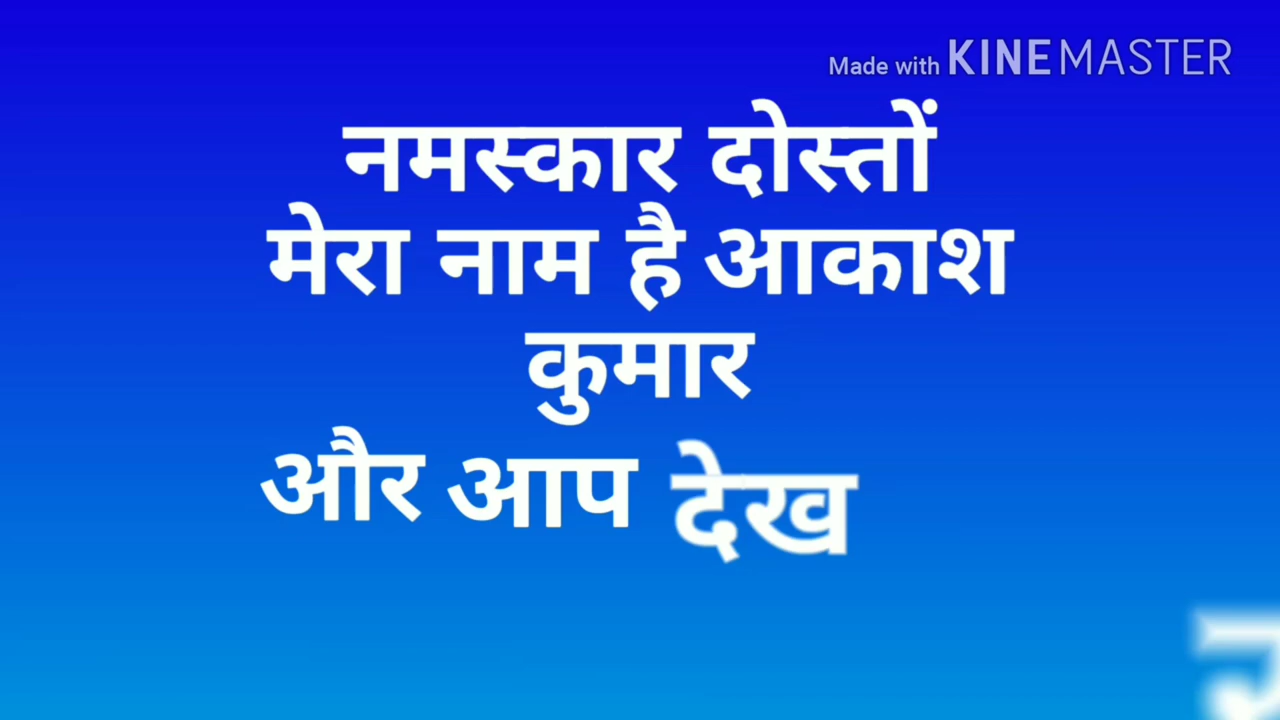 Made with KINEMASTER
नमस्कार दोस्तों
मेरा नाम है आकाश
कुमार
और आप देख